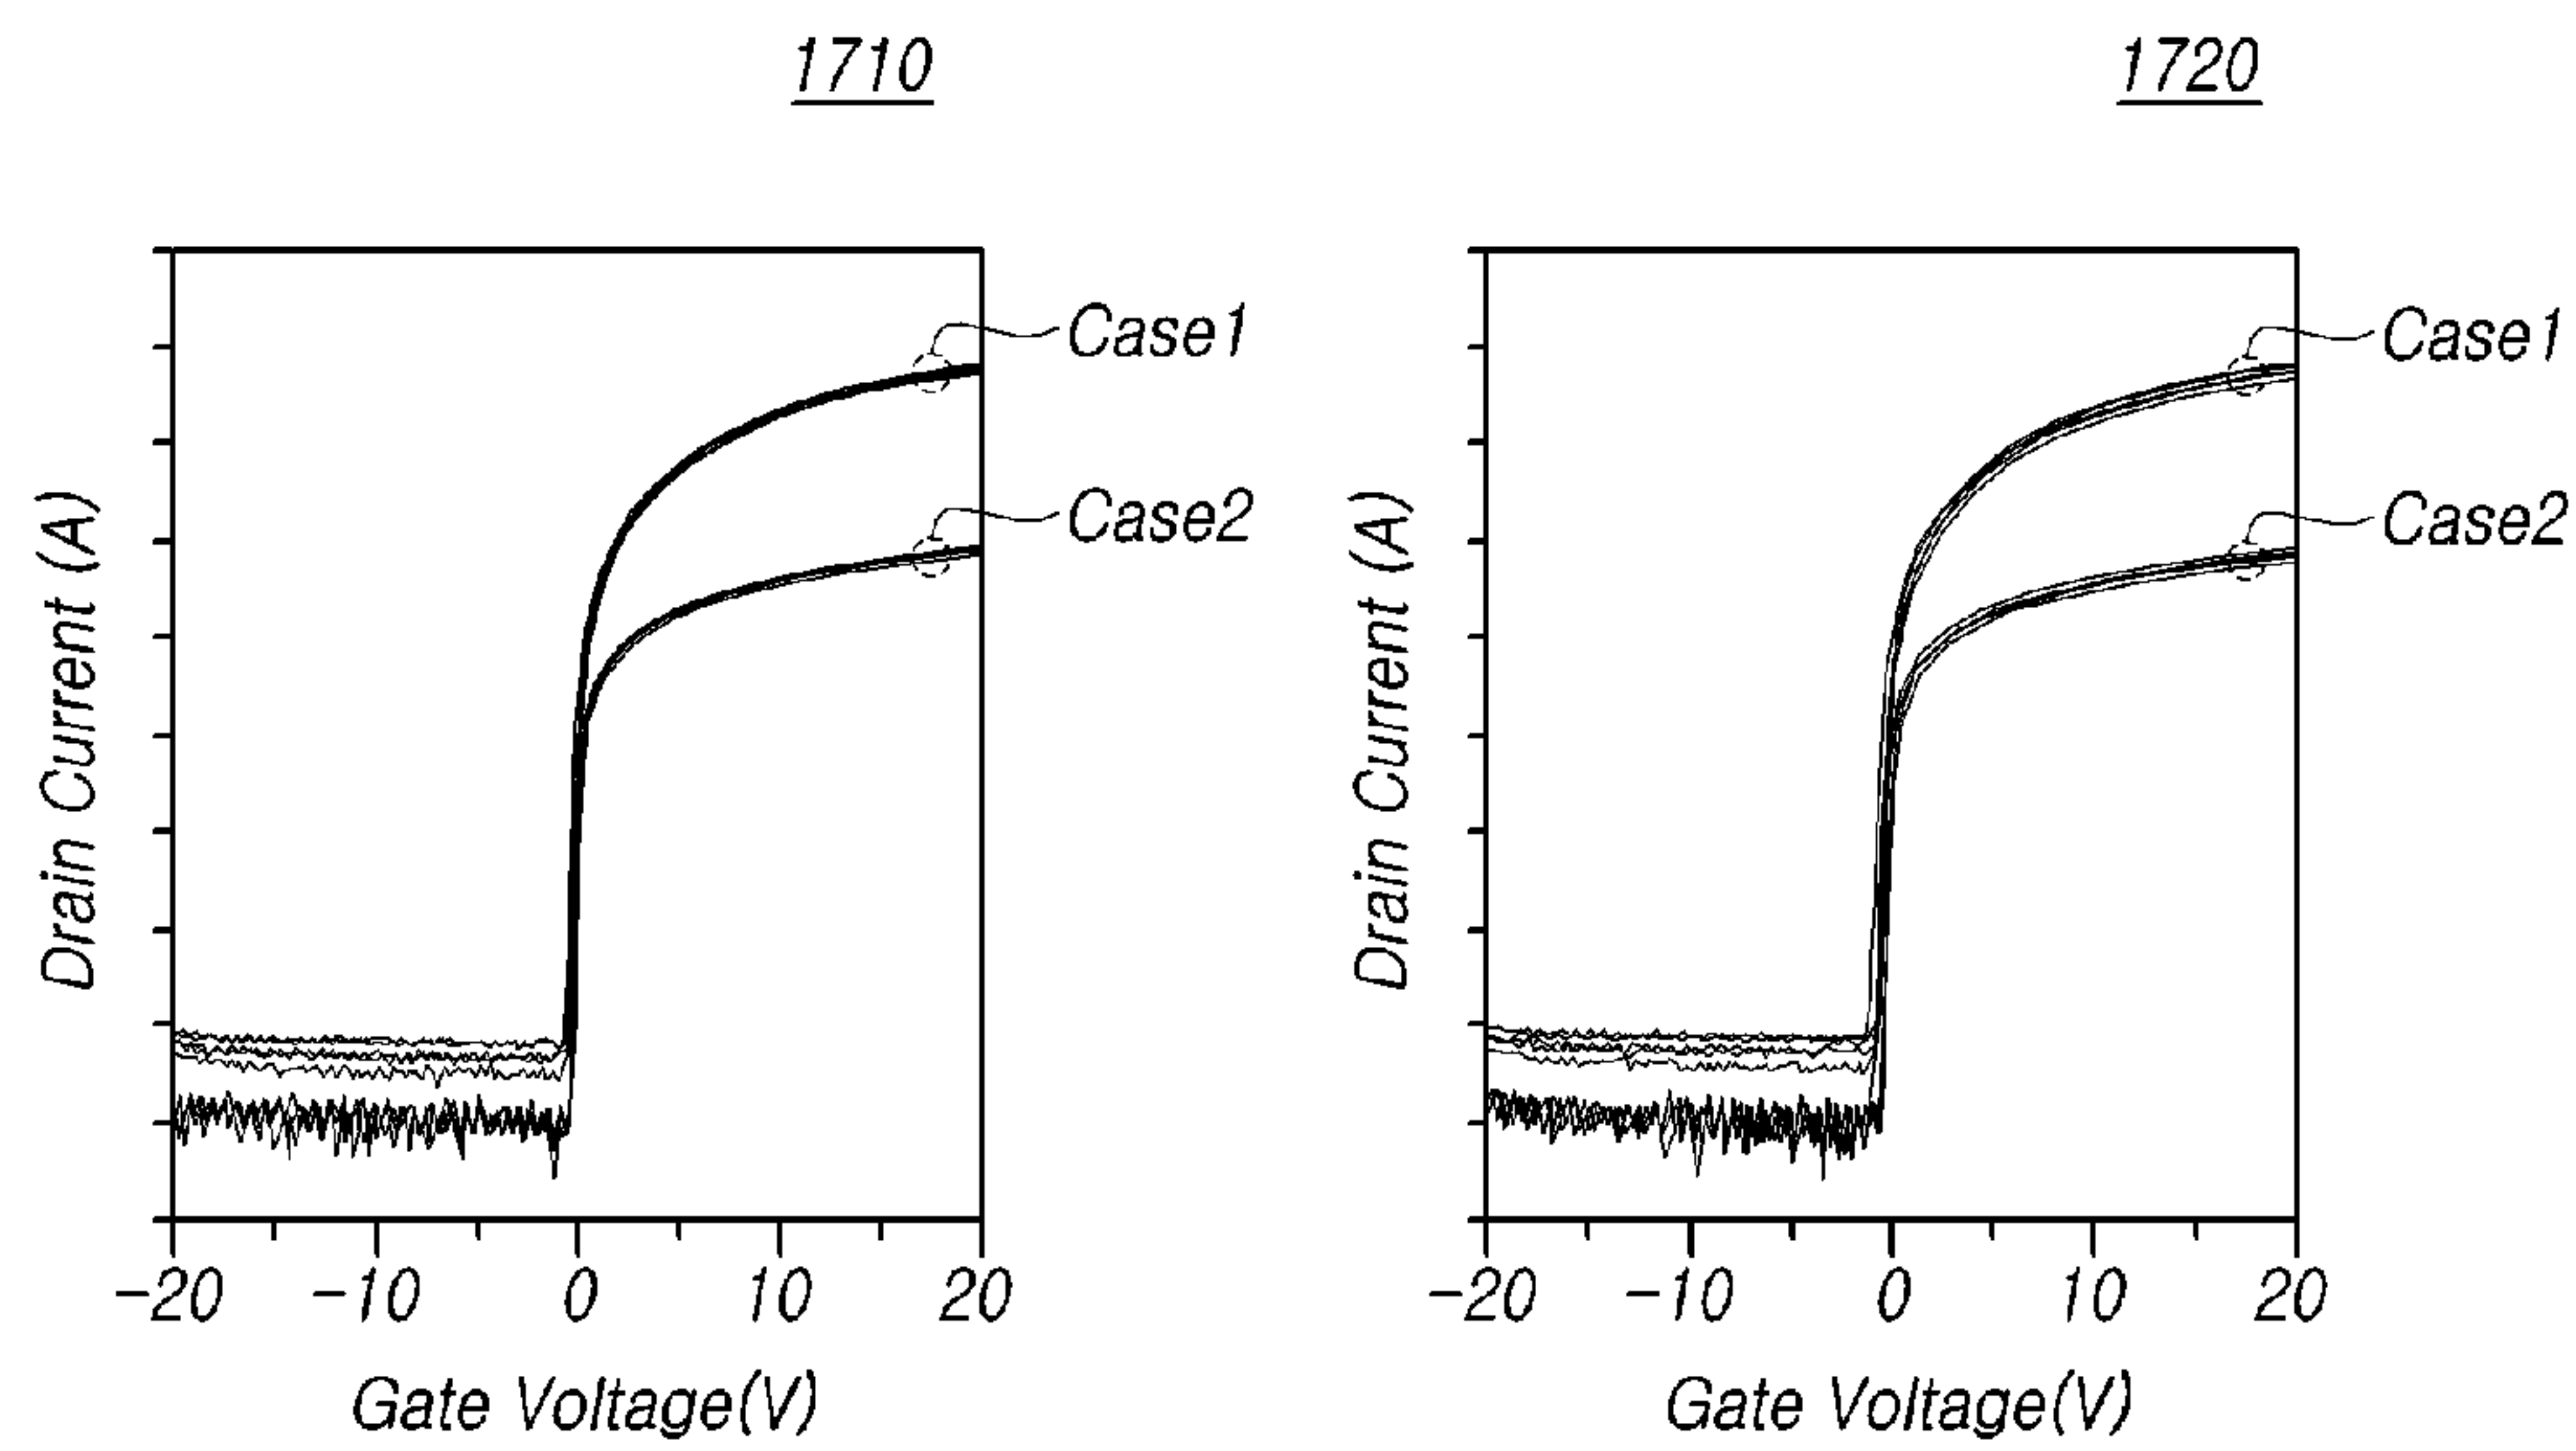 1710
1720
Case1
Case2
Drain Current (A)
-20 -10 0 10 20
Gate Voltage(V)
Case1
Case2
Drain Current (A)
-20 -10 0 10 20
Gate Voltage(V)